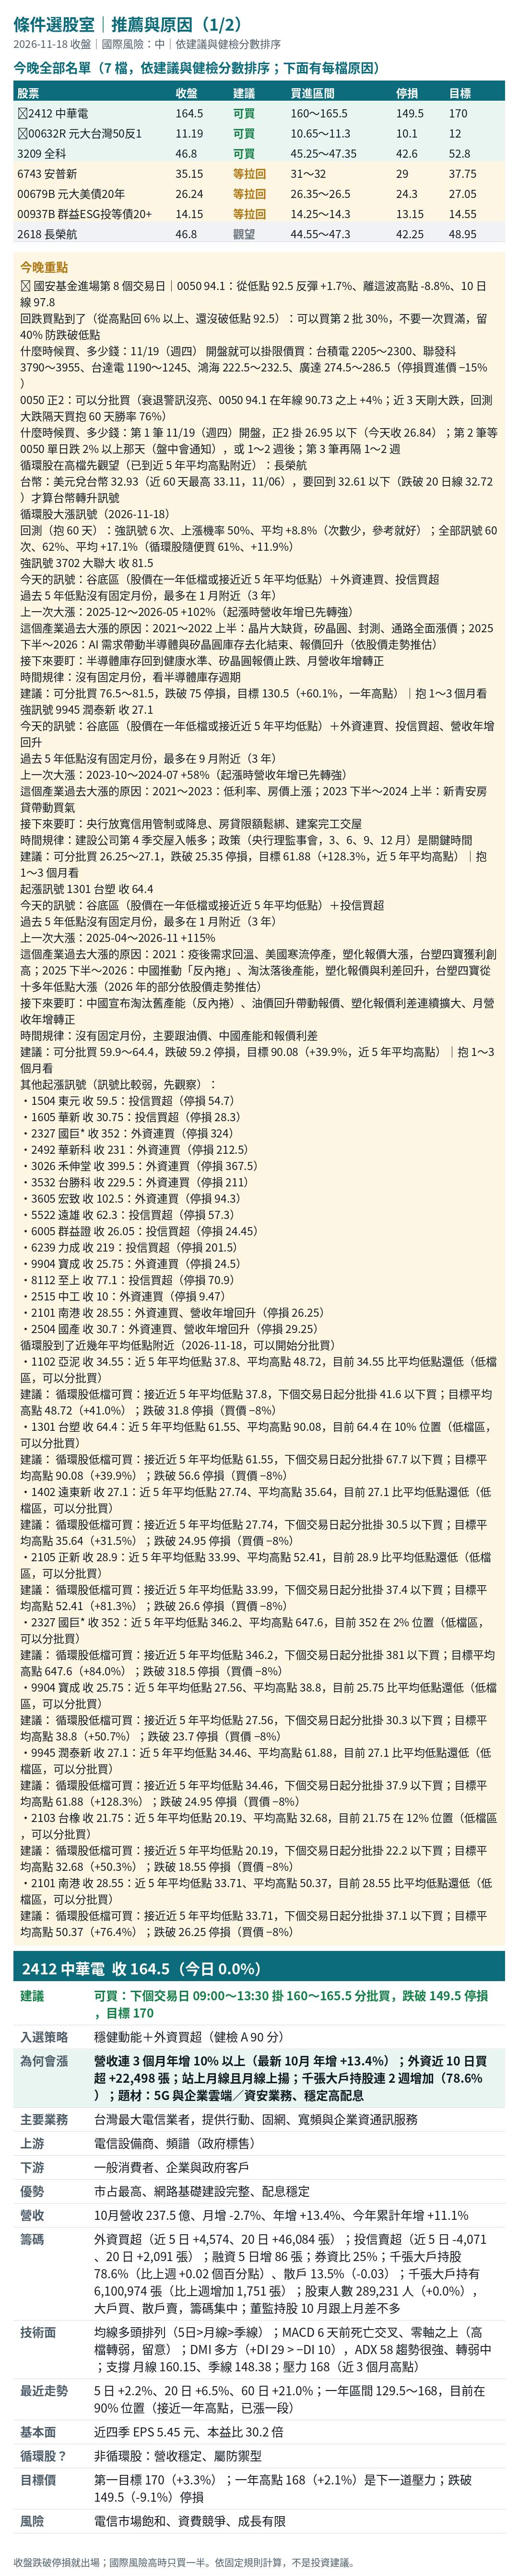 條件選股室｜推薦與原因（1/2）
2026-11-18 收盤｜國際風險：中｜依建議與健檢分數排序
今晚全部名單（7 檔，依建議與健檢分數排序；下面有每檔原因）
股票 收盤 建議 買進區間 停損 目標
2412 中華電 164.5 可買 160～165.5 149.5 170
00632R 元大台灣50反1 11.19 可買 10.65～11.3 10.1 12
3209 全科 46.8 可買 45.25～47.35 42.6 52.8
6743 安普新 35.15 等拉回 31～32 29 37.75
00679B 元大美債20年 26.24 等拉回 26.35～26.5 24.3 27.05
00937B 群益ESG投等債20+ 14.15 等拉回 14.25～14.3 13.15 14.55
2618 長榮航 46.8 觀望 44.55～47.3 42.25 48.95
今晚重點
國安基金進場第 8 個交易日｜0050 94.1：從低點 92.5 反彈 +1.7%、離這波高點 -8.8%、10 日
線 97.8
回跌買點到了（從高點回 6% 以上、還沒破低點 92.5）：可以買第 2 批 30%，不要一次買滿，留
40% 防跌破低點
什麼時候買、多少錢：11/19（週四） 開盤就可以掛限價買：台積電 2205～2300、聯發科
3790～3955、台達電 1190～1245、鴻海 222.5～232.5、廣達 274.5～286.5（停損買進價 −15%
）
0050 正2：可以分批買（衰退警訊沒亮、0050 94.1 在年線 90.73 之上 +4%；近 3 天剛大跌，回測
大跌隔天買抱 60 天勝率 76%）
什麼時候買、多少錢：第 1 筆 11/19（週四）開盤，正2 掛 26.95 以下（今天收 26.84）；第 2 筆等
0050 單日跌 2% 以上那天（盤中會通知），或 1～2 週後；第 3 筆再隔 1～2 週
循環股在高檔先觀望（已到近 5 年平均高點附近）：長榮航
台幣：美元兌台幣 32.93（近 60 天最高 33.11，11/06），要回到 32.61 以下（跌破 20 日線 32.72
）才算台幣轉升訊號
循環股大漲訊號（2026-11-18）
回測（抱 60 天）：強訊號 6 次、上漲機率 50%、平均 +8.8%（次數少，參考就好）；全部訊號 60
次、62%、平均 +17.1%（循環股隨便買 61%、+11.9%）
強訊號 3702 大聯大 收 81.5
今天的訊號：谷底區（股價在一年低檔或接近近 5 年平均低點）＋外資連買、投信買超
過去 5 年低點沒有固定月份，最多在 1 月附近（3 年）
上一次大漲：2025-12～2026-05 +102%（起漲時營收年增已先轉強）
這個產業過去大漲的原因：2021～2022 上半：晶片大缺貨，矽晶圓、封測、通路全面漲價；2025
下半～2026：AI 需求帶動半導體與矽晶圓庫存去化結束、報價回升（依股價走勢推估）
接下來要盯：半導體庫存回到健康水準、矽晶圓報價止跌、月營收年增轉正
時間規律：沒有固定月份，看半導體庫存週期
建議：可分批買 76.5～81.5，跌破 75 停損，目標 130.5（+60.1%，一年高點）｜抱 1～3 個月看
強訊號 9945 潤泰新 收 27.1
今天的訊號：谷底區（股價在一年低檔或接近近 5 年平均低點）＋外資連買、投信買超、營收年增
回升
過去 5 年低點沒有固定月份，最多在 9 月附近（3 年）
上一次大漲：2023-10～2024-07 +58%（起漲時營收年增已先轉強）
這個產業過去大漲的原因：2021～2023：低利率、房價上漲；2023 下半～2024 上半：新青安房
貸帶動買氣
接下來要盯：央行放寬信用管制或降息、房貸限額鬆綁、建案完工交屋
時間規律：建設公司第 4 季交屋入帳多；政策（央行理監事會，3、6、9、12 月）是關鍵時間
建議：可分批買 26.25～27.1，跌破 25.35 停損，目標 61.88（+128.3%，近 5 年平均高點）｜抱
1～3 個月看
起漲訊號 1301 台塑 收 64.4
今天的訊號：谷底區（股價在一年低檔或接近近 5 年平均低點）＋投信買超
過去 5 年低點沒有固定月份，最多在 1 月附近（3 年）
上一次大漲：2025-04～2026-11 +115%
這個產業過去大漲的原因：2021：疫後需求回溫、美國寒流停產，塑化報價大漲，台塑四寶獲利創
高；2025 下半～2026：中國推動「反內捲」、淘汰落後產能，塑化報價與利差回升，台塑四寶從
十多年低點大漲（2026 年的部分依股價走勢推估）
接下來要盯：中國宣布淘汰舊產能（反內捲）、油價回升帶動報價、塑化報價利差連續擴大、月營
收年增轉正
時間規律：沒有固定月份，主要跟油價、中國產能和報價利差
建議：可分批買 59.9～64.4，跌破 59.2 停損，目標 90.08（+39.9%，近 5 年平均高點）｜抱 1～3
個月看
其他起漲訊號（訊號比較弱，先觀察）：
・1504 東元 收 59.5：投信買超（停損 54.7）
・1605 華新 收 30.75：投信買超（停損 28.3）
・2327 國巨* 收 352：外資連買（停損 324）
・2492 華新科 收 231：外資連買（停損 212.5）
・3026 禾伸堂 收 399.5：外資連買（停損 367.5）
・3532 台勝科 收 229.5：外資連買（停損 211）
・3605 宏致 收 102.5：外資連買（停損 94.3）
・5522 遠雄 收 62.3：投信買超（停損 57.3）
・6005 群益證 收 26.05：投信買超（停損 24.45）
・6239 力成 收 219：投信買超（停損 201.5）
・9904 寶成 收 25.75：外資連買（停損 24.5）
・8112 至上 收 77.1：投信買超（停損 70.9）
・2515 中工 收 10：外資連買（停損 9.47）
・2101 南港 收 28.55：外資連買、營收年增回升（停損 26.25）
・2504 國產 收 30.7：外資連買、營收年增回升（停損 29.25）
循環股到了近幾年平均低點附近（2026-11-18，可以開始分批買）
・1102 亞泥 收 34.55：近 5 年平均低點 37.8、平均高點 48.72，目前 34.55 比平均低點還低（低檔
區，可以分批買）
建議： 循環股低檔可買：接近近 5 年平均低點 37.8，下個交易日起分批掛 41.6 以下買；目標平均
高點 48.72（+41.0%）；跌破 31.8 停損（買價 −8%）
・1301 台塑 收 64.4：近 5 年平均低點 61.55、平均高點 90.08，目前 64.4 在 10% 位置（低檔區，
可以分批買）
建議： 循環股低檔可買：接近近 5 年平均低點 61.55，下個交易日起分批掛 67.7 以下買；目標平
均高點 90.08（+39.9%）；跌破 56.6 停損（買價 −8%）
・1402 遠東新 收 27.1：近 5 年平均低點 27.74、平均高點 35.64，目前 27.1 比平均低點還低（低
檔區，可以分批買）
建議： 循環股低檔可買：接近近 5 年平均低點 27.74，下個交易日起分批掛 30.5 以下買；目標平
均高點 35.64（+31.5%）；跌破 24.95 停損（買價 −8%）
・2105 正新 收 28.9：近 5 年平均低點 33.99、平均高點 52.41，目前 28.9 比平均低點還低（低檔
區，可以分批買）
建議： 循環股低檔可買：接近近 5 年平均低點 33.99，下個交易日起分批掛 37.4 以下買；目標平
均高點 52.41（+81.3%）；跌破 26.6 停損（買價 −8%）
・2327 國巨* 收 352：近 5 年平均低點 346.2、平均高點 647.6，目前 352 在 2% 位置（低檔區，
可以分批買）
建議： 循環股低檔可買：接近近 5 年平均低點 346.2，下個交易日起分批掛 381 以下買；目標平均
高點 647.6（+84.0%）；跌破 318.5 停損（買價 −8%）
・9904 寶成 收 25.75：近 5 年平均低點 27.56、平均高點 38.8，目前 25.75 比平均低點還低（低檔
區，可以分批買）
建議： 循環股低檔可買：接近近 5 年平均低點 27.56，下個交易日起分批掛 30.3 以下買；目標平
均高點 38.8（+50.7%）；跌破 23.7 停損（買價 −8%）
・9945 潤泰新 收 27.1：近 5 年平均低點 34.46、平均高點 61.88，目前 27.1 比平均低點還低（低
檔區，可以分批買）
建議： 循環股低檔可買：接近近 5 年平均低點 34.46，下個交易日起分批掛 37.9 以下買；目標平
均高點 61.88（+128.3%）；跌破 24.95 停損（買價 −8%）
・2103 台橡 收 21.75：近 5 年平均低點 20.19、平均高點 32.68，目前 21.75 在 12% 位置（低檔區
，可以分批買）
建議： 循環股低檔可買：接近近 5 年平均低點 20.19，下個交易日起分批掛 22.2 以下買；目標平
均高點 32.68（+50.3%）；跌破 18.55 停損（買價 −8%）
・2101 南港 收 28.55：近 5 年平均低點 33.71、平均高點 50.37，目前 28.55 比平均低點還低（低
檔區，可以分批買）
建議： 循環股低檔可買：接近近 5 年平均低點 33.71，下個交易日起分批掛 37.1 以下買；目標平
均高點 50.37（+76.4%）；跌破 26.25 停損（買價 −8%）
2412 中華電 收 164.5（今日 0.0%）
建議 可買：下個交易日 09:00～13:30 掛 160～165.5 分批買，跌破 149.5 停損
，目標 170
入選策略 穩健動能＋外資買超（健檢 A 90 分）
為何會漲 營收連 3 個月年增 10% 以上（最新 10月 年增 +13.4%）；外資近 10 日買
超 +22,498 張；站上月線且月線上揚；千張大戶持股連 2 週增加（78.6%
）；題材：5G 與企業雲端／資安業務、穩定高配息
主要業務 台灣最大電信業者，提供行動、固網、寬頻與企業資通訊服務
上游 電信設備商、頻譜（政府標售）
下游 一般消費者、企業與政府客戶
優勢 市占最高、網路基礎建設完整、配息穩定
營收 10月營收 237.5 億、月增 -2.7%、年增 +13.4%、今年累計年增 +11.1%
籌碼 外資買超（近 5 日 +4,574、20 日 +46,084 張）；投信賣超（近 5 日 -4,071
、20 日 +2,091 張）；融資 5 日增 86 張；券資比 25%；千張大戶持股
78.6%（比上週 +0.02 個百分點）、散戶 13.5%（-0.03）；千張大戶持有
6,100,974 張（比上週增加 1,751 張）；股東人數 289,231 人（+0.0%），
大戶買、散戶賣，籌碼集中；董監持股 10 月跟上月差不多
技術面 均線多頭排列（5日>月線>季線）；MACD 6 天前死亡交叉、零軸之上（高
檔轉弱，留意）；DMI 多方（+DI 29 > −DI 10），ADX 58 趨勢很強、轉弱中
；支撐 月線 160.15、季線 148.38；壓力 168（近 3 個月高點）
最近走勢 5 日 +2.2%、20 日 +6.5%、60 日 +21.0%；一年區間 129.5～168，目前在
90% 位置（接近一年高點，已漲一段）
基本面 近四季 EPS 5.45 元、本益比 30.2 倍
循環股？ 非循環股：營收穩定、屬防禦型
目標價 第一目標 170（+3.3%）；一年高點 168（+2.1%）是下一道壓力；跌破
149.5（-9.1%）停損
風險 電信市場飽和、資費競爭、成長有限
收盤跌破停損就出場；國際風險高時只買一半。依固定規則計算，不是投資建議。